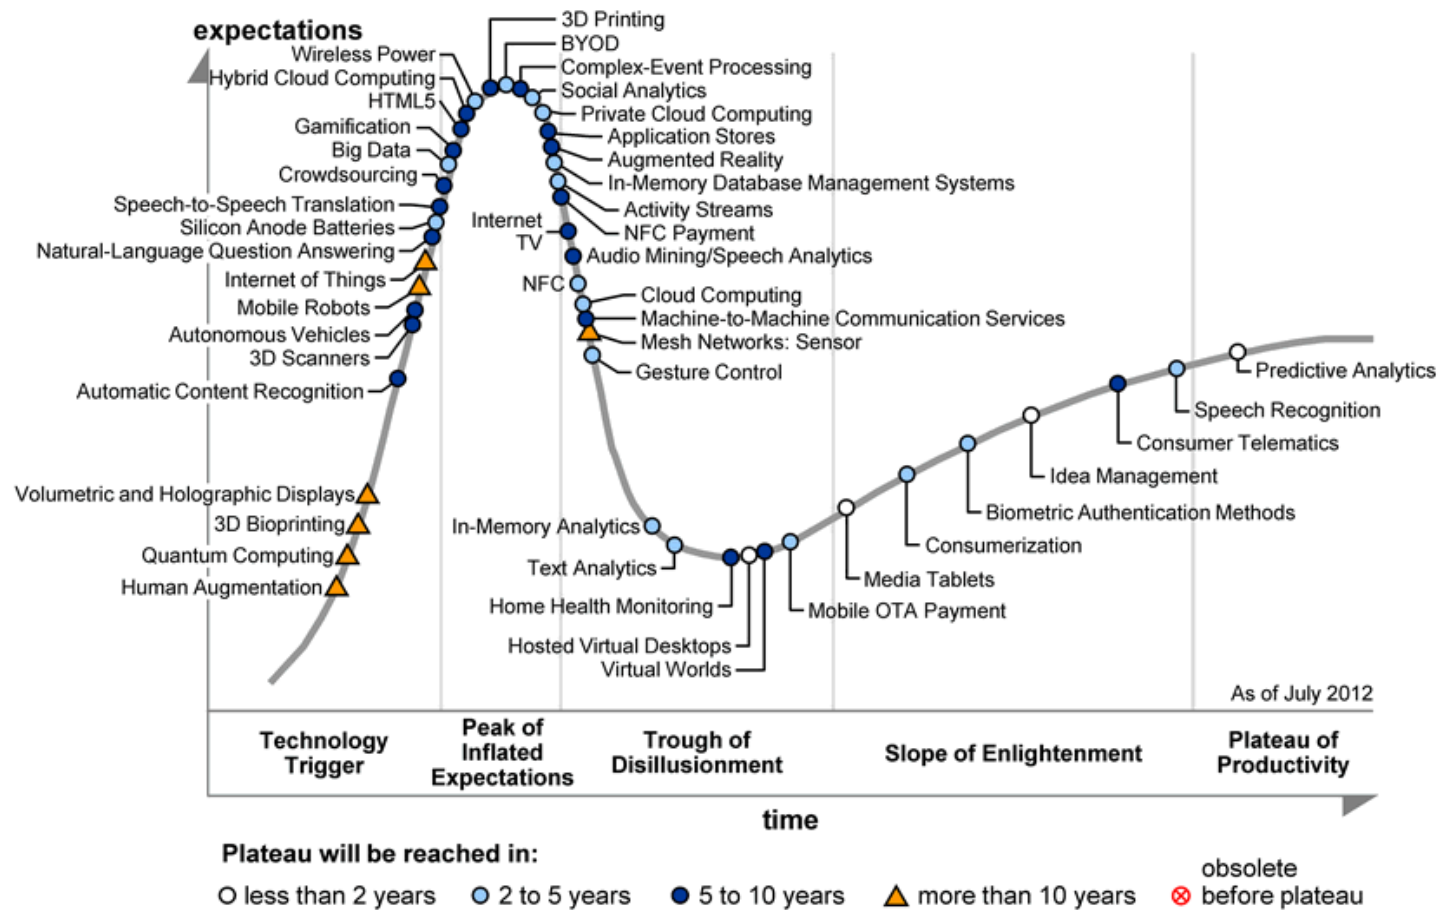 expectations
3D Printing
BYOD
Wireless Power
Complex-Event Processing
Hybrid Cloud Computing
Social Analytics
HTML5
Private Cloud Computing
Gamification
Application Stores
Big Data
Augmented Reality
Crowdsourcing
In-Memory Database Management Systems
Speech-to-Speech Translation
Activity Streams
Silicon Anode Batteries
Internet
TV
NFC Payment
Natural-Language Question Answering
Audio Mining/Speech Analytics
Internet of Things
NFC
Cloud Computing
Mobile Robots
Machine-to-Machine Communication Services
Autonomous Vehicles
Mesh Networks: Sensor
3D Scanners
Gesture Control
Automatic Content Recognition
Predictive Analytics
Speech Recognition
Consumer Telematics
Idea Management
Volumetric and Holographic Displays
Biometric Authentication Methods
3D Bioprinting
In-Memory Analytics
Consumerization
Quantum Computing
Text Analytics
Media Tablets
Human Augmentation
Home Health Monitoring
Mobile OTA Payment
Hosted Virtual Desktops
Virtual Worlds
As of July 2012
Technology
Trigger
Peak of
Inflated
Expectations
Trough of
Disillusionment
Slope of Enlightenment
Plateau of
Productivity
time
Plateau will be reached in:
less than 2 years
2 to 5 years
5 to 10 years
more than 10 years
obsolete
before plateau